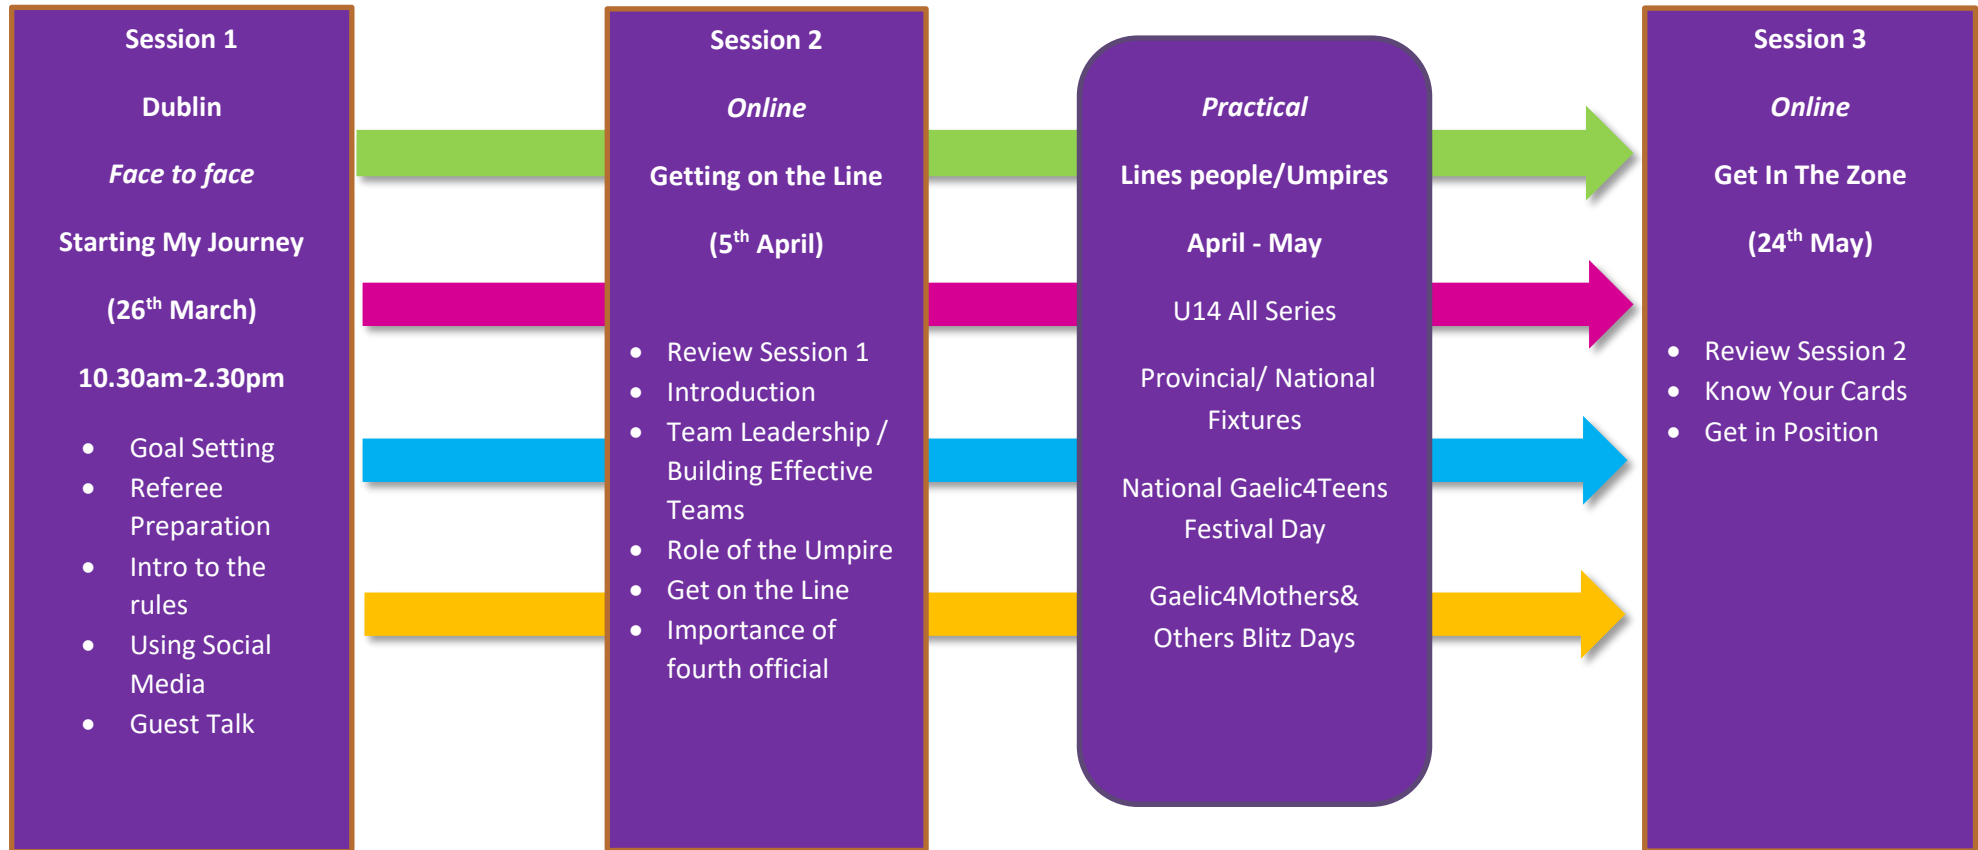 Session 1
Dublin
Face to face
Starting My Journey
(26th March)
10.30am-2.30pm
• Goal Setting
• Referee
Preparation
• Intro to the
rules
• Using Social
Media
• Guest Talk
Session 2
Online
Getting on the Line
(5th April)
• Review Session 1
• Introduction
• Team Leadership /
Building Effective
Teams
• Role of the Umpire
• Get on the Line
• Importance of
fourth official
Practical
Lines people/Umpires
April - May
U14 All Series
Provincial/ National
Fixtures
National Gaelic4Teens
Festival Day
Gaelic4Mothers&
Others Blitz Days
Session 3
Online
Get In The Zone
(24th May)
• Review Session 2
• Know Your Cards
• Get in Position